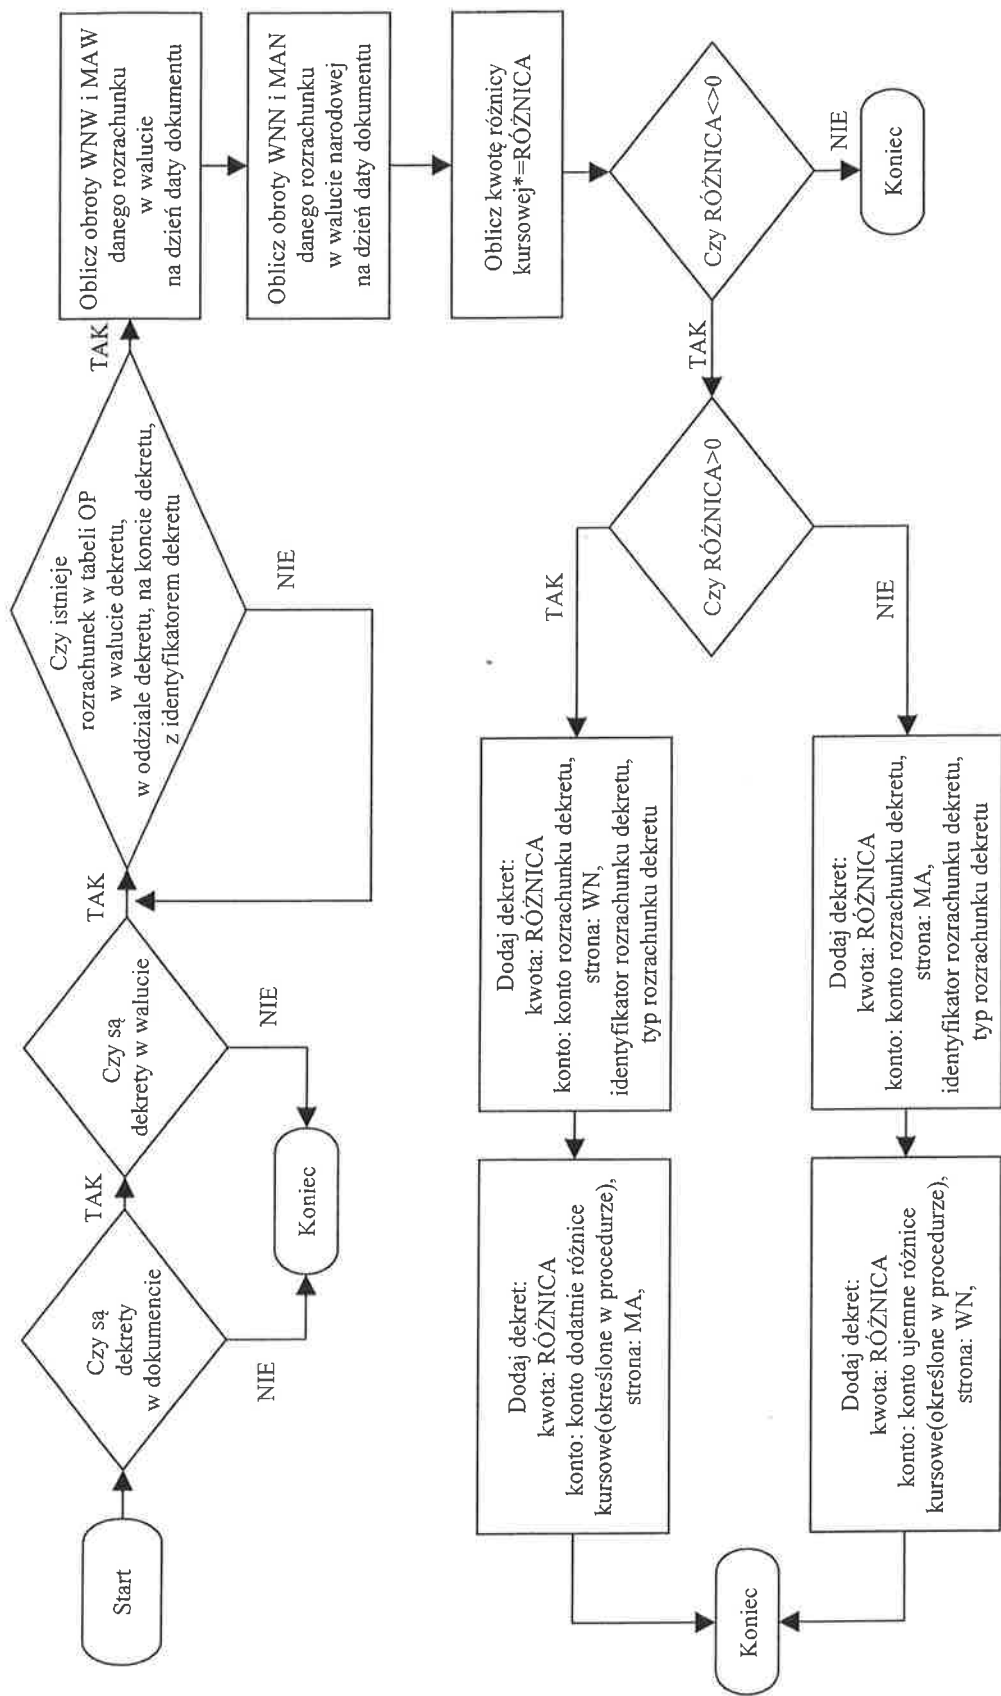 Start
Czy są
dekrety
w dokumencie
TAK
NIE
Czy są
dekrety w walucie
TAK
NIE
Koniec
Czy istnieje
rozrachunek w tabeli OP
w walucie dekretu,
w oddziale dekretu, na koncie dekretu,
z identyfikatorem dekretu
TAK
NIE
Oblicz obroty WNW i MAW
danego rozrachunku
w walucie
na dzień daty dokumentu
Oblicz obroty WNN i MAN
danego rozrachunku
w walucie narodowej
na dzień daty dokumentu
Oblicz kwotę różnicy
kursowej*=RÓŻNICA
Czy RÓŻNICA<>0
NIE
Koniec
TAK
Czy RÓŻNICA>0
TAK
NIE
Dodaj dekret:
kwota: RÓŻNICA
konto: konto rozrachunku dekretu,
strona: WN,
identyfikator rozrachunku dekretu,
typ rozrachunku dekretu
Dodaj dekret:
kwota: RÓŻNICA
konto: konto dodatnie różnice
kursowe(określone w procedurze),
strona: MA,
Dodaj dekret:
kwota: RÓŻNICA
konto: konto rozrachunku dekretu,
strona: MA,
identyfikator rozrachunku dekretu,
typ rozrachunku dekretu
Dodaj dekret:
kwota: RÓŻNICA
konto: konto ujemne różnice
kursowe(określone w procedurze),
strona: WN,
Koniec